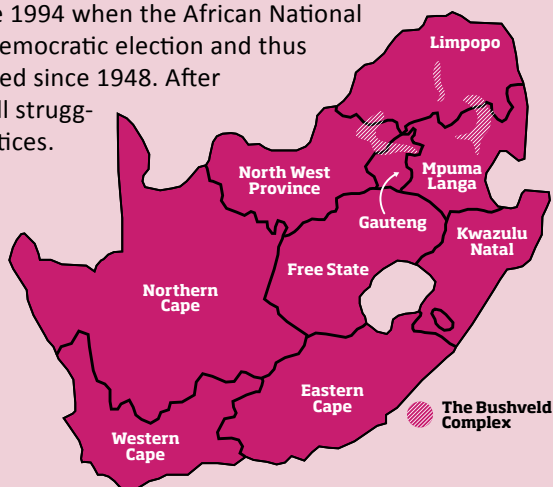 e 1994 when the African National
emocratic election and thus
ed since 1948. After
ll strugg-
tices.
Limpopo
North West
Province
Mpuma
Langa
Gauteng
Kwazulu
Natal
Free State
Northern
Cape
Eastern
Cape
The Bushveld
Complex
Western
Cape